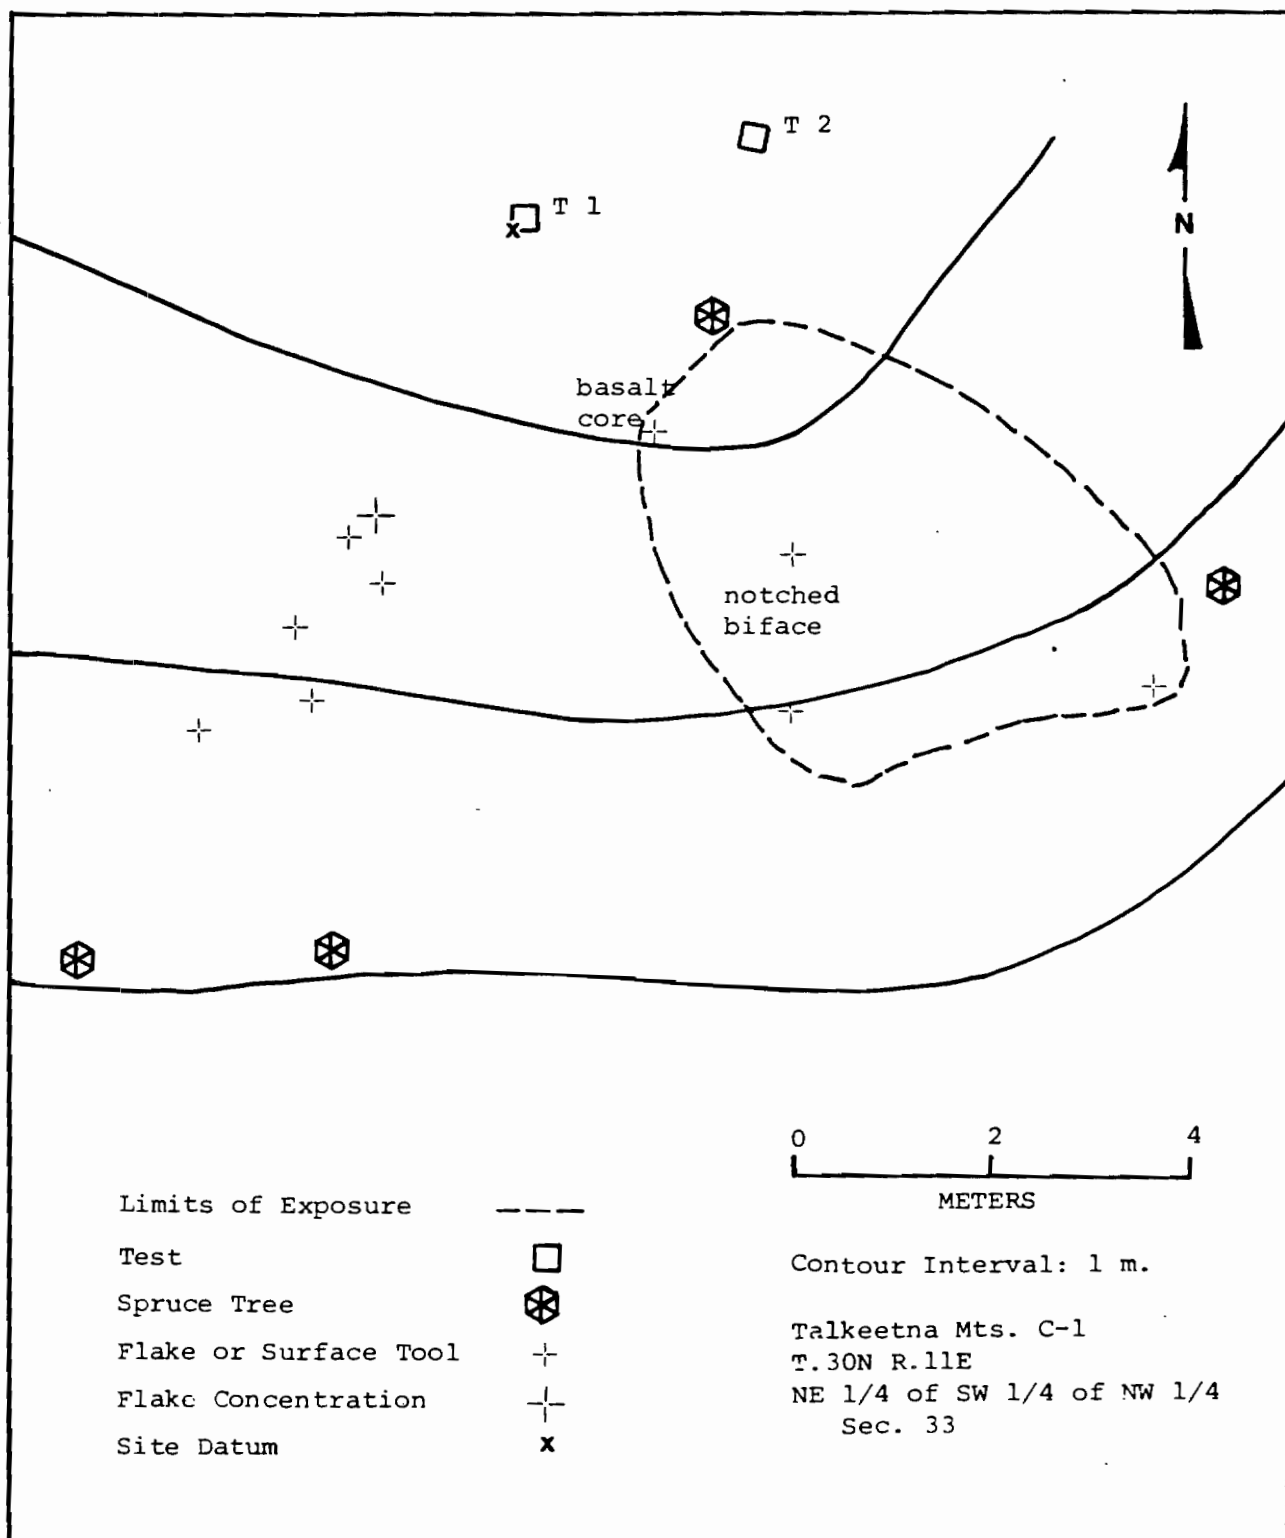 T 2
T 1
x
N
basalt
core
notched
biface
0 2 4
METERS
Limits of Exposure
Test
Spruce Tree
Flake or Surface Tool
Flake Concentration
Site Datum x
Contour Interval: 1 m.
Talkeetna Mts. C-1
T.30N R.11E
NE 1/4 of SW 1/4 of NW 1/4
Sec. 33